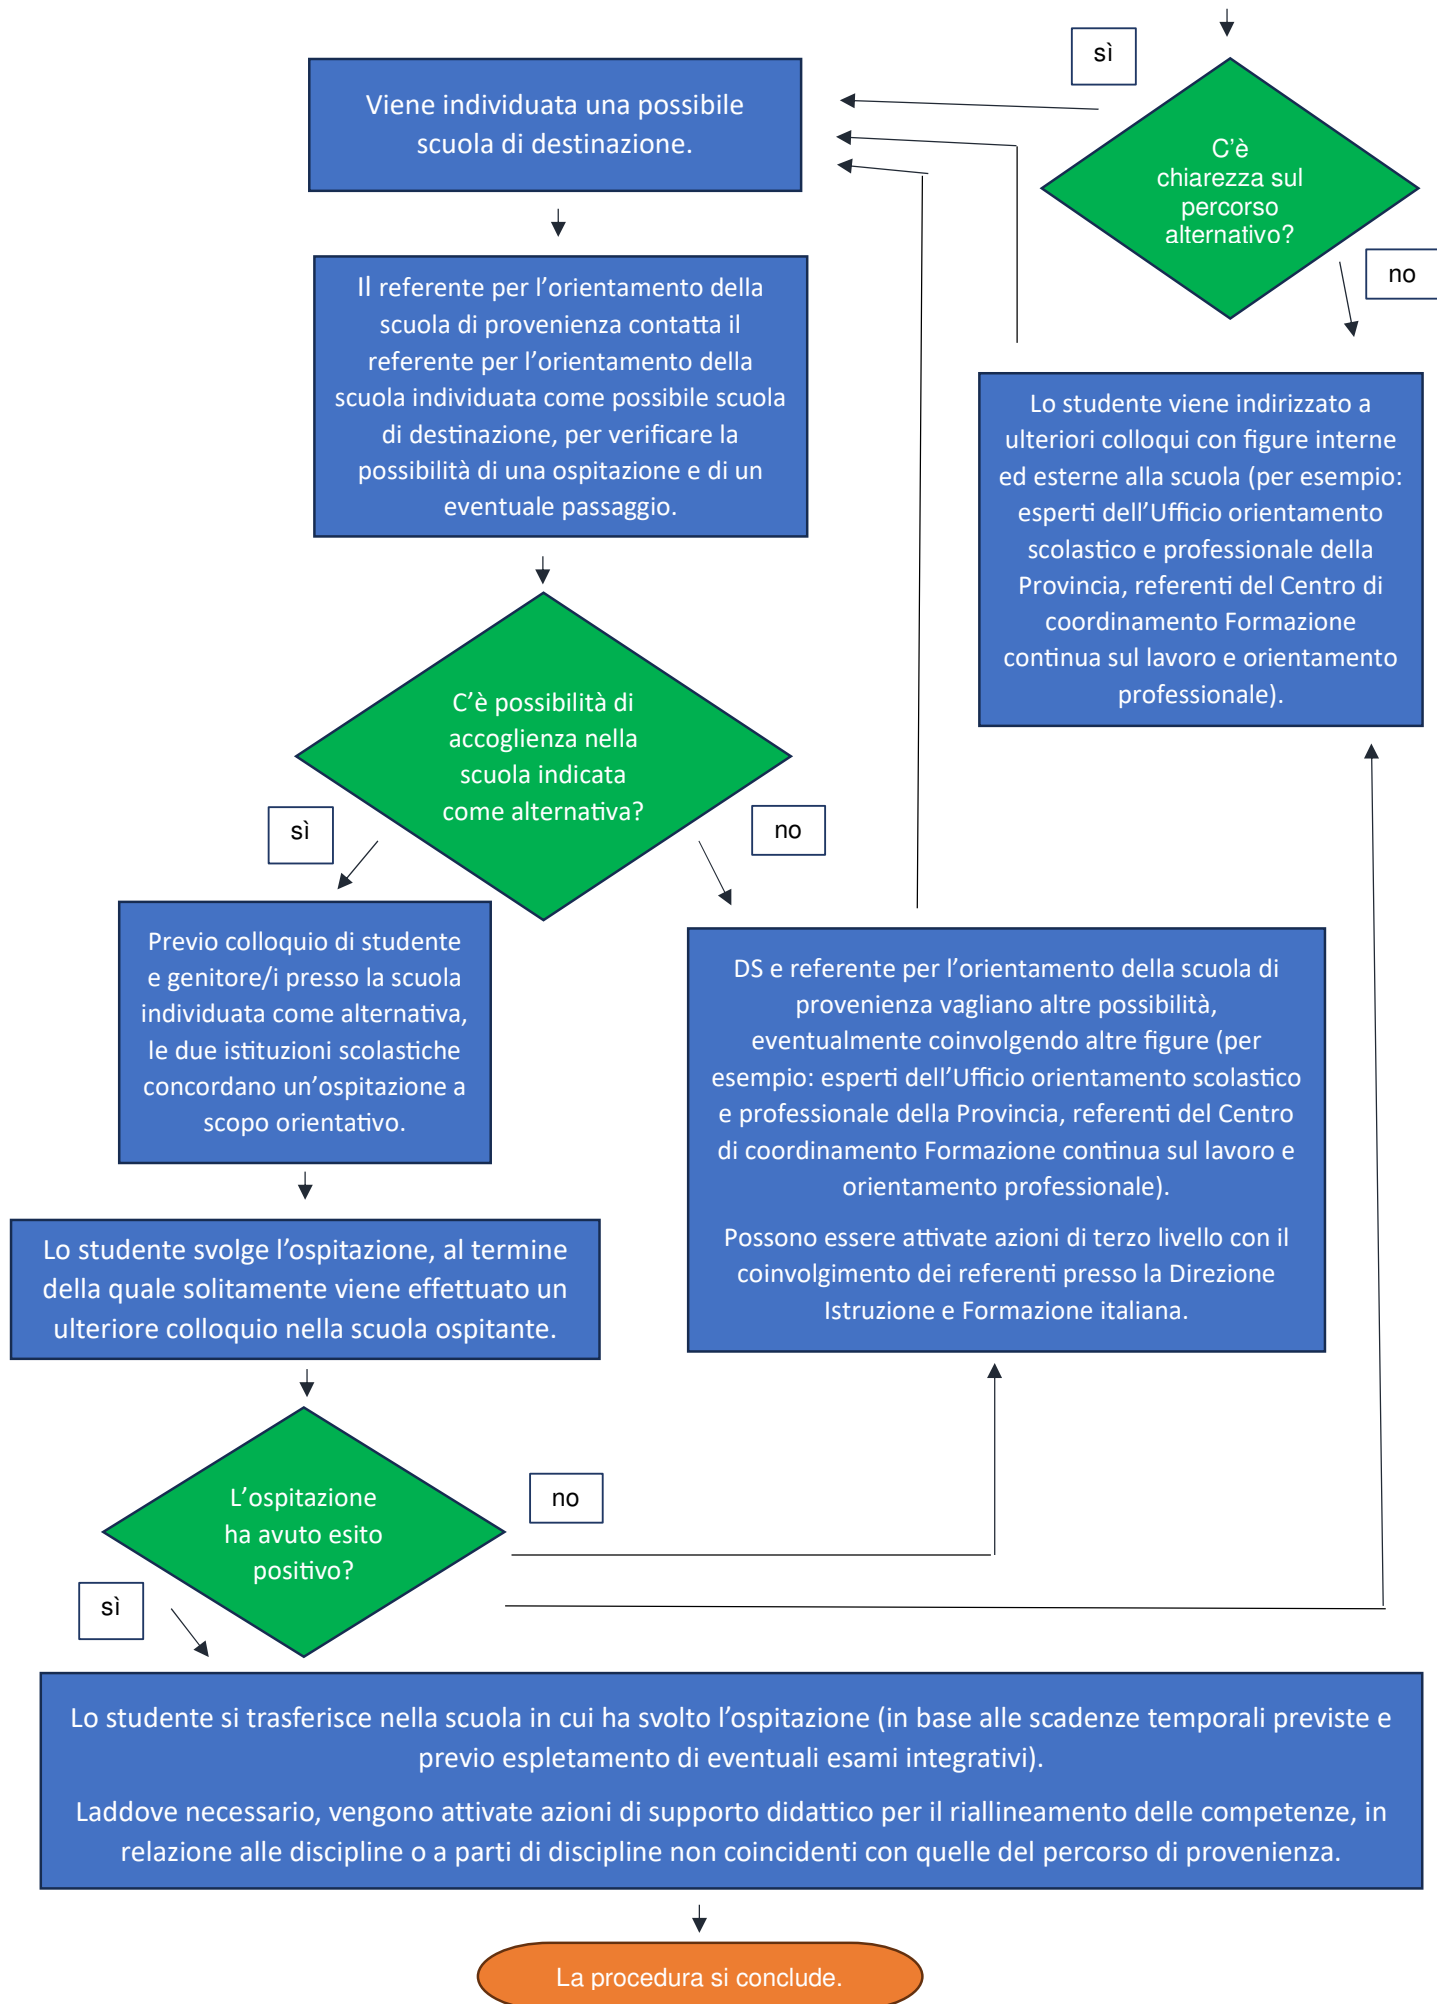 sì
C’è
chiarezza sul
percorso
alternativo?
no
Viene individuata una possibile
scuola di destinazione.
Il referente per l’orientamento della
scuola di provenienza contatta il
referente per l’orientamento della
scuola individuata come possibile scuola
di destinazione, per verificare la
possibilità di una ospitazione e di un
eventuale passaggio.
Lo studente viene indirizzato a
ulteriori colloqui con figure interne
ed esterne alla scuola (per esempio:
esperti dell’Ufficio orientamento
scolastico e professionale della
Provincia, referenti del Centro di
coordinamento Formazione
continua sul lavoro e orientamento
professionale).
C’è possibilità di
accoglienza nella
scuola indicata
come alternativa?
sì
no
Previo colloquio di studente
e genitore/i presso la scuola
individuata come alternativa,
le due istituzioni scolastiche
concordano un’ospitazione a
scopo orientativo.
DS e referente per l’orientamento della scuola di
provenienza vagliano altre possibilità,
eventualmente coinvolgendo altre figure (per
esempio: esperti dell’Ufficio orientamento scolastico
e professionale della Provincia, referenti del Centro
di coordinamento Formazione continua sul lavoro e
orientamento professionale).
Possono essere attivate azioni di terzo livello con il
coinvolgimento dei referenti presso la Direzione
Istruzione e Formazione italiana.
Lo studente svolge l’ospitazione, al termine
della quale solitamente viene effettuato un
ulteriore colloquio nella scuola ospitante.
L’ospitazione
ha avuto esito
positivo?
no
sì
Lo studente si trasferisce nella scuola in cui ha svolto l’ospitazione (in base alle scadenze temporali previste e
previo espletamento di eventuali esami integrativi).
Laddove necessario, vengono attivate azioni di supporto didattico per il riallineamento delle competenze, in
relazione alle discipline o a parti di discipline non coincidenti con quelle del percorso di provenienza.
La procedura si conclude.